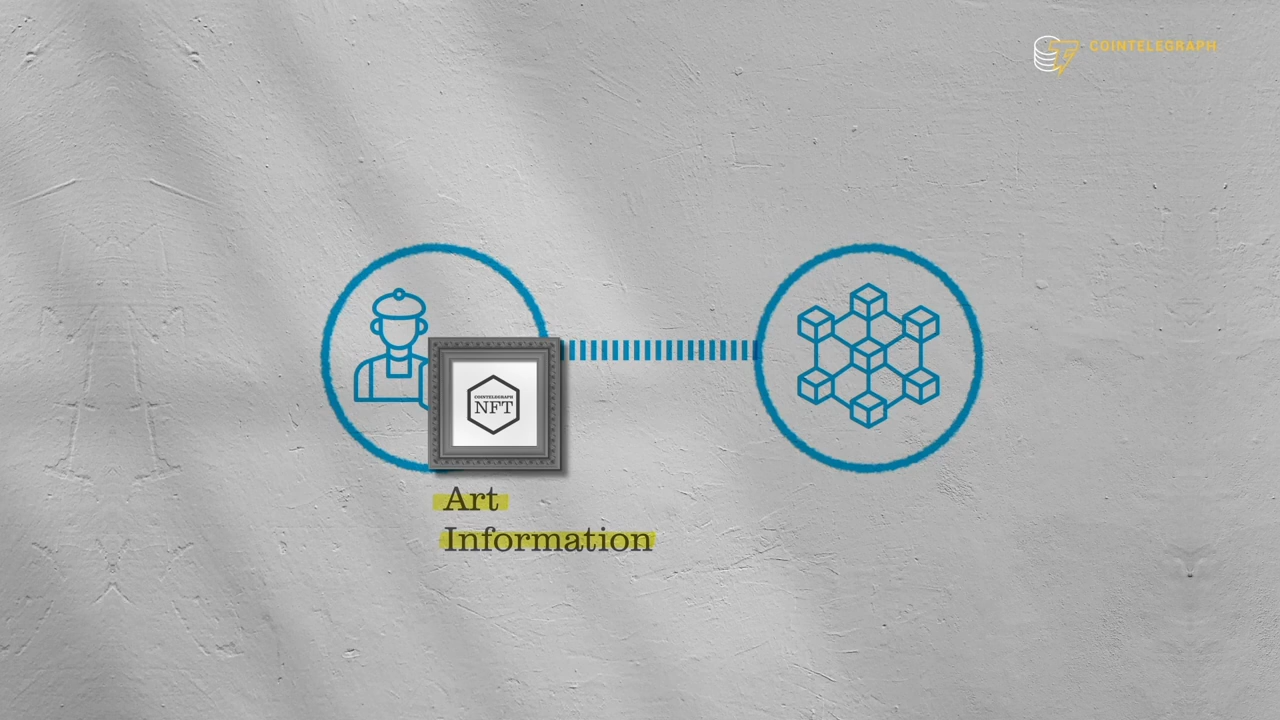 COINTELEGRAPH
COINTELEGRAPH
NFT
Art
Information